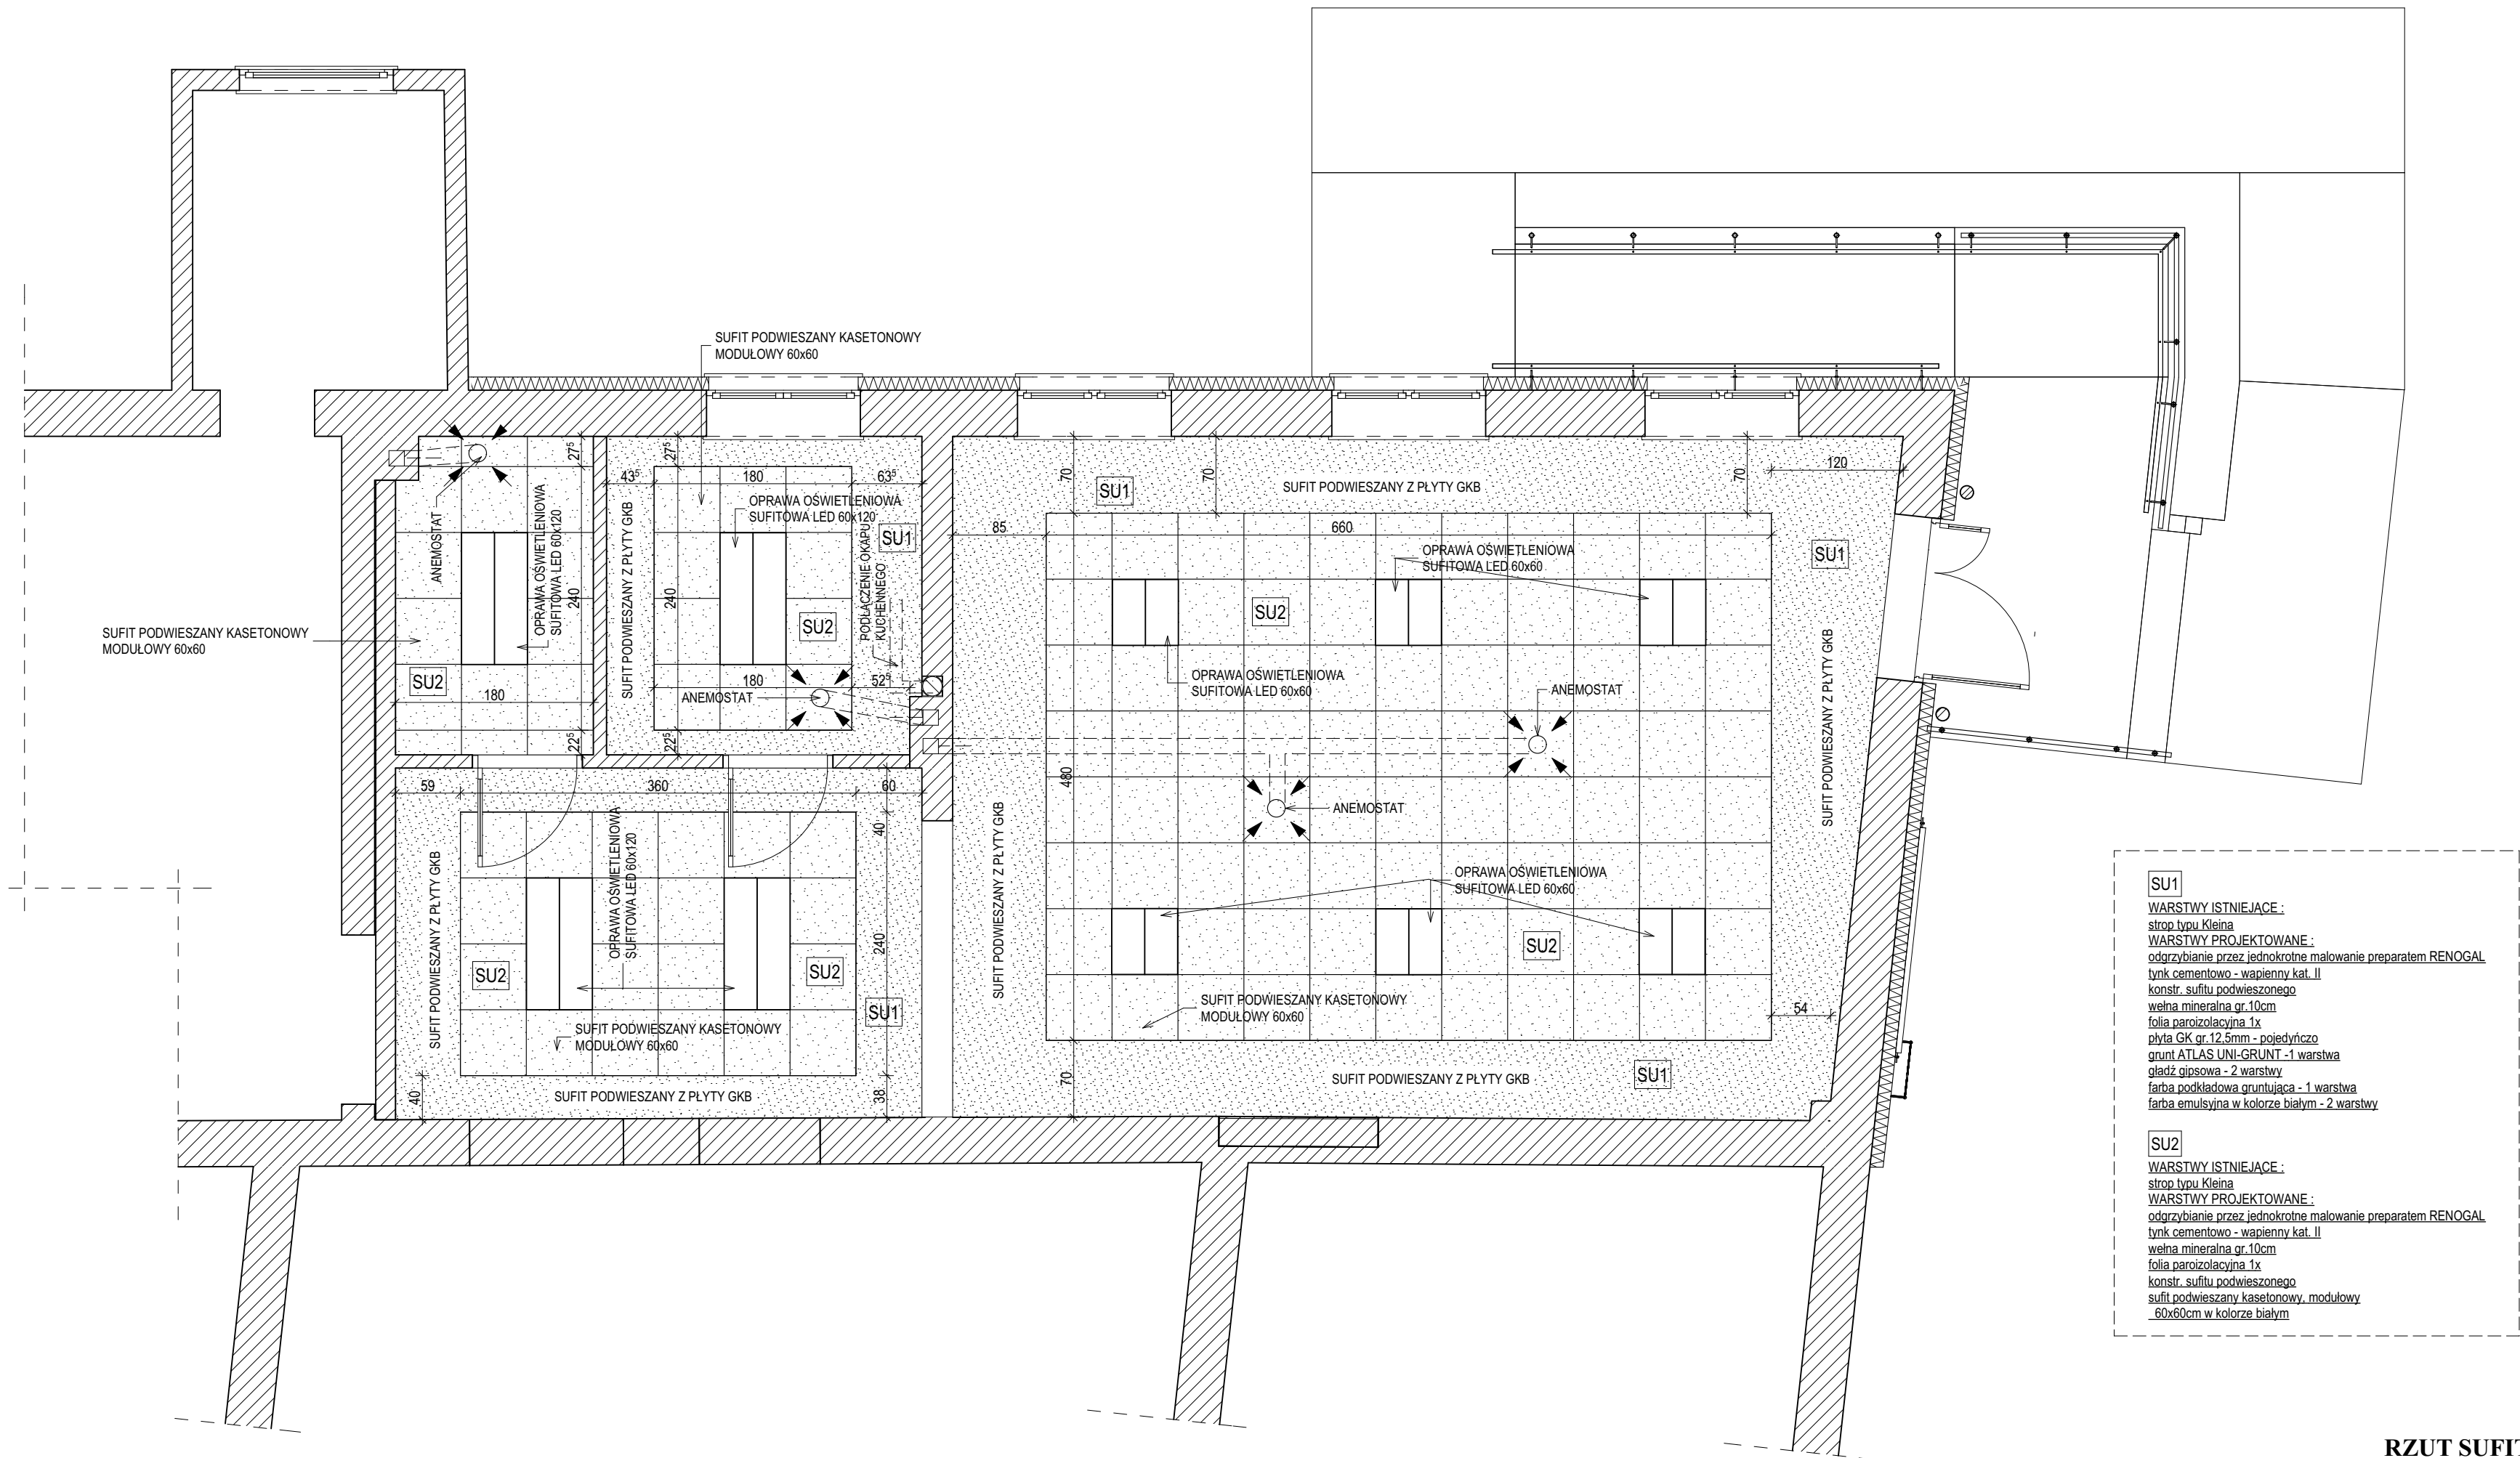 SUFIT PODWIESZANY KASETONOWY
MODUŁOWY 60x60
27⁵
ANEMOSTAT
OPRAWA OŚWIETLENIOWA
SUFITOWA LED 60x120
240
SUFIT PODWIESZANY KASETONOWY
MODUŁOWY 60x60
SU2
180
22⁵
27⁵
43⁵
180
63⁵
OPRAWA OŚWIETLENIOWA
SUFITOWA LED 60x120
SUFIT PODWIESZANY Z PŁYTY GKB
240
SU1
PODŁĄCZENIE OKAPU
KUCHENNEGO
SU2
180
52⁵
ANEMOSTAT
22⁵
59
360
60
40
OPRAWA OŚWIETLENIOWA
SUFITOWA LED 60x120
SUFIT PODWIESZANY Z PŁYTY GKB
240
SU2
SU2
SU1
SUFIT PODWIESZANY KASETONOWY
MODUŁOWY 60x60
40
SUFIT PODWIESZANY Z PŁYTY GKB
38
70
SU1
70
SUFIT PODWIESZANY Z PŁYTY GKB
70
120
85
660
OPRAWA OŚWIETLENIOWA
SUFITOWA LED 60x60
SU1
SU2
OPRAWA OŚWIETLENIOWA
SUFITOWA LED 60x60
ANEMOSTAT
SUFIT PODWIESZANY Z PŁYTY GKB
480
ANEMOSTAT
SUFIT PODWIESZANY Z PŁYTY GKB
OPRAWA OŚWIETLENIOWA
SUFITOWA LED 60x60
SU2
SUFIT PODWIESZANY KASETONOWY
MODUŁOWY 60x60
54
70
SUFIT PODWIESZANY Z PŁYTY GKB
SU1
SU1
WARSTWY ISTNIEJĄCE :
strop typu Kleina
WARSTWY PROJEKTOWANE :
odgrzybianie przez jednokrotne malowanie preparatem RENOGAL
tynk cementowo - wapienny kat. II
konstr. sufitu podwieszonego
wełna mineralna gr.10cm
folia paroizolacyjna 1x
płyta GK gr.12,5mm - pojedyńczo
grunt ATLAS UNI-GRUNT -1 warstwa
gładź gipsowa - 2 warstwy
farba podkładowa gruntująca - 1 warstwa
farba emulsyjna w kolorze białym - 2 warstwy
SU2
WARSTWY ISTNIEJĄCE :
strop typu Kleina
WARSTWY PROJEKTOWANE :
odgrzybianie przez jednokrotne malowanie preparatem RENOGAL
tynk cementowo - wapienny kat. II
wełna mineralna gr.10cm
folia paroizolacyjna 1x
konstr. sufitu podwieszonego
sufit podwieszany kasetonowy, modułowy
60x60cm w kolorze białym
RZUT SUFIT